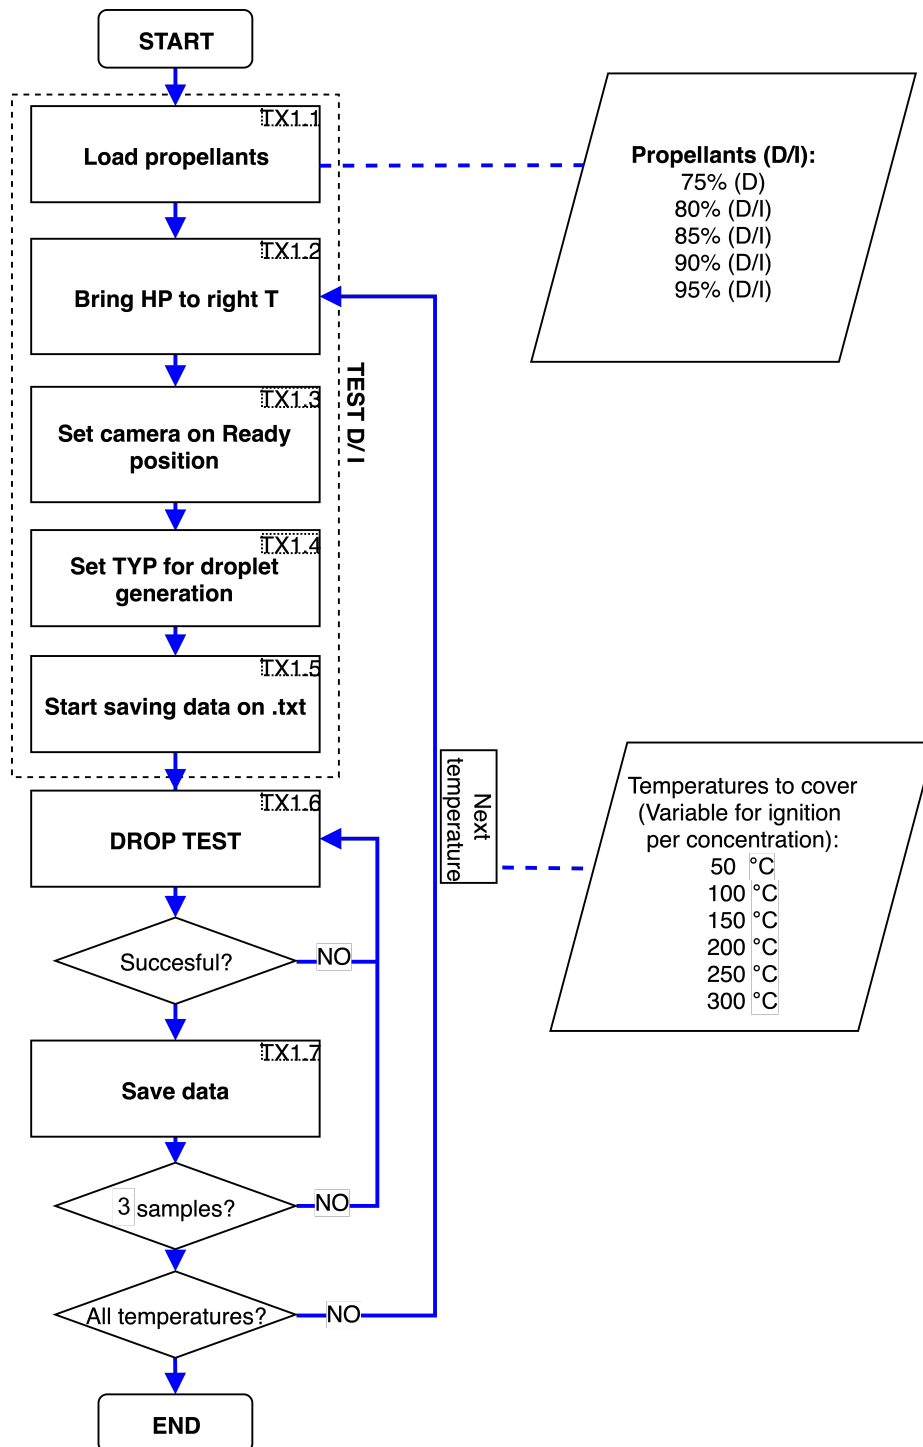 START
TX1.1
Load propellants
Propellants (D/I):
75% (D)
80% (D/I)
85% (D/I)
90% (D/I)
95% (D/I)
TX1.2
Bring HP to right T
TX1.3
Set camera on Ready
position
TEST D/ I
TX1.4
Set TYP for droplet
generation
TX1.5
Start saving data on .txt
TX1.6
DROP TEST
Next
temperature
Temperatures to cover
(Variable for ignition
per concentration):
50 °C
100 °C
150 °C
200 °C
250 °C
300 °C
Succesful?
NO
TX1.7
Save data
3 samples?
NO
All temperatures?
NO
END